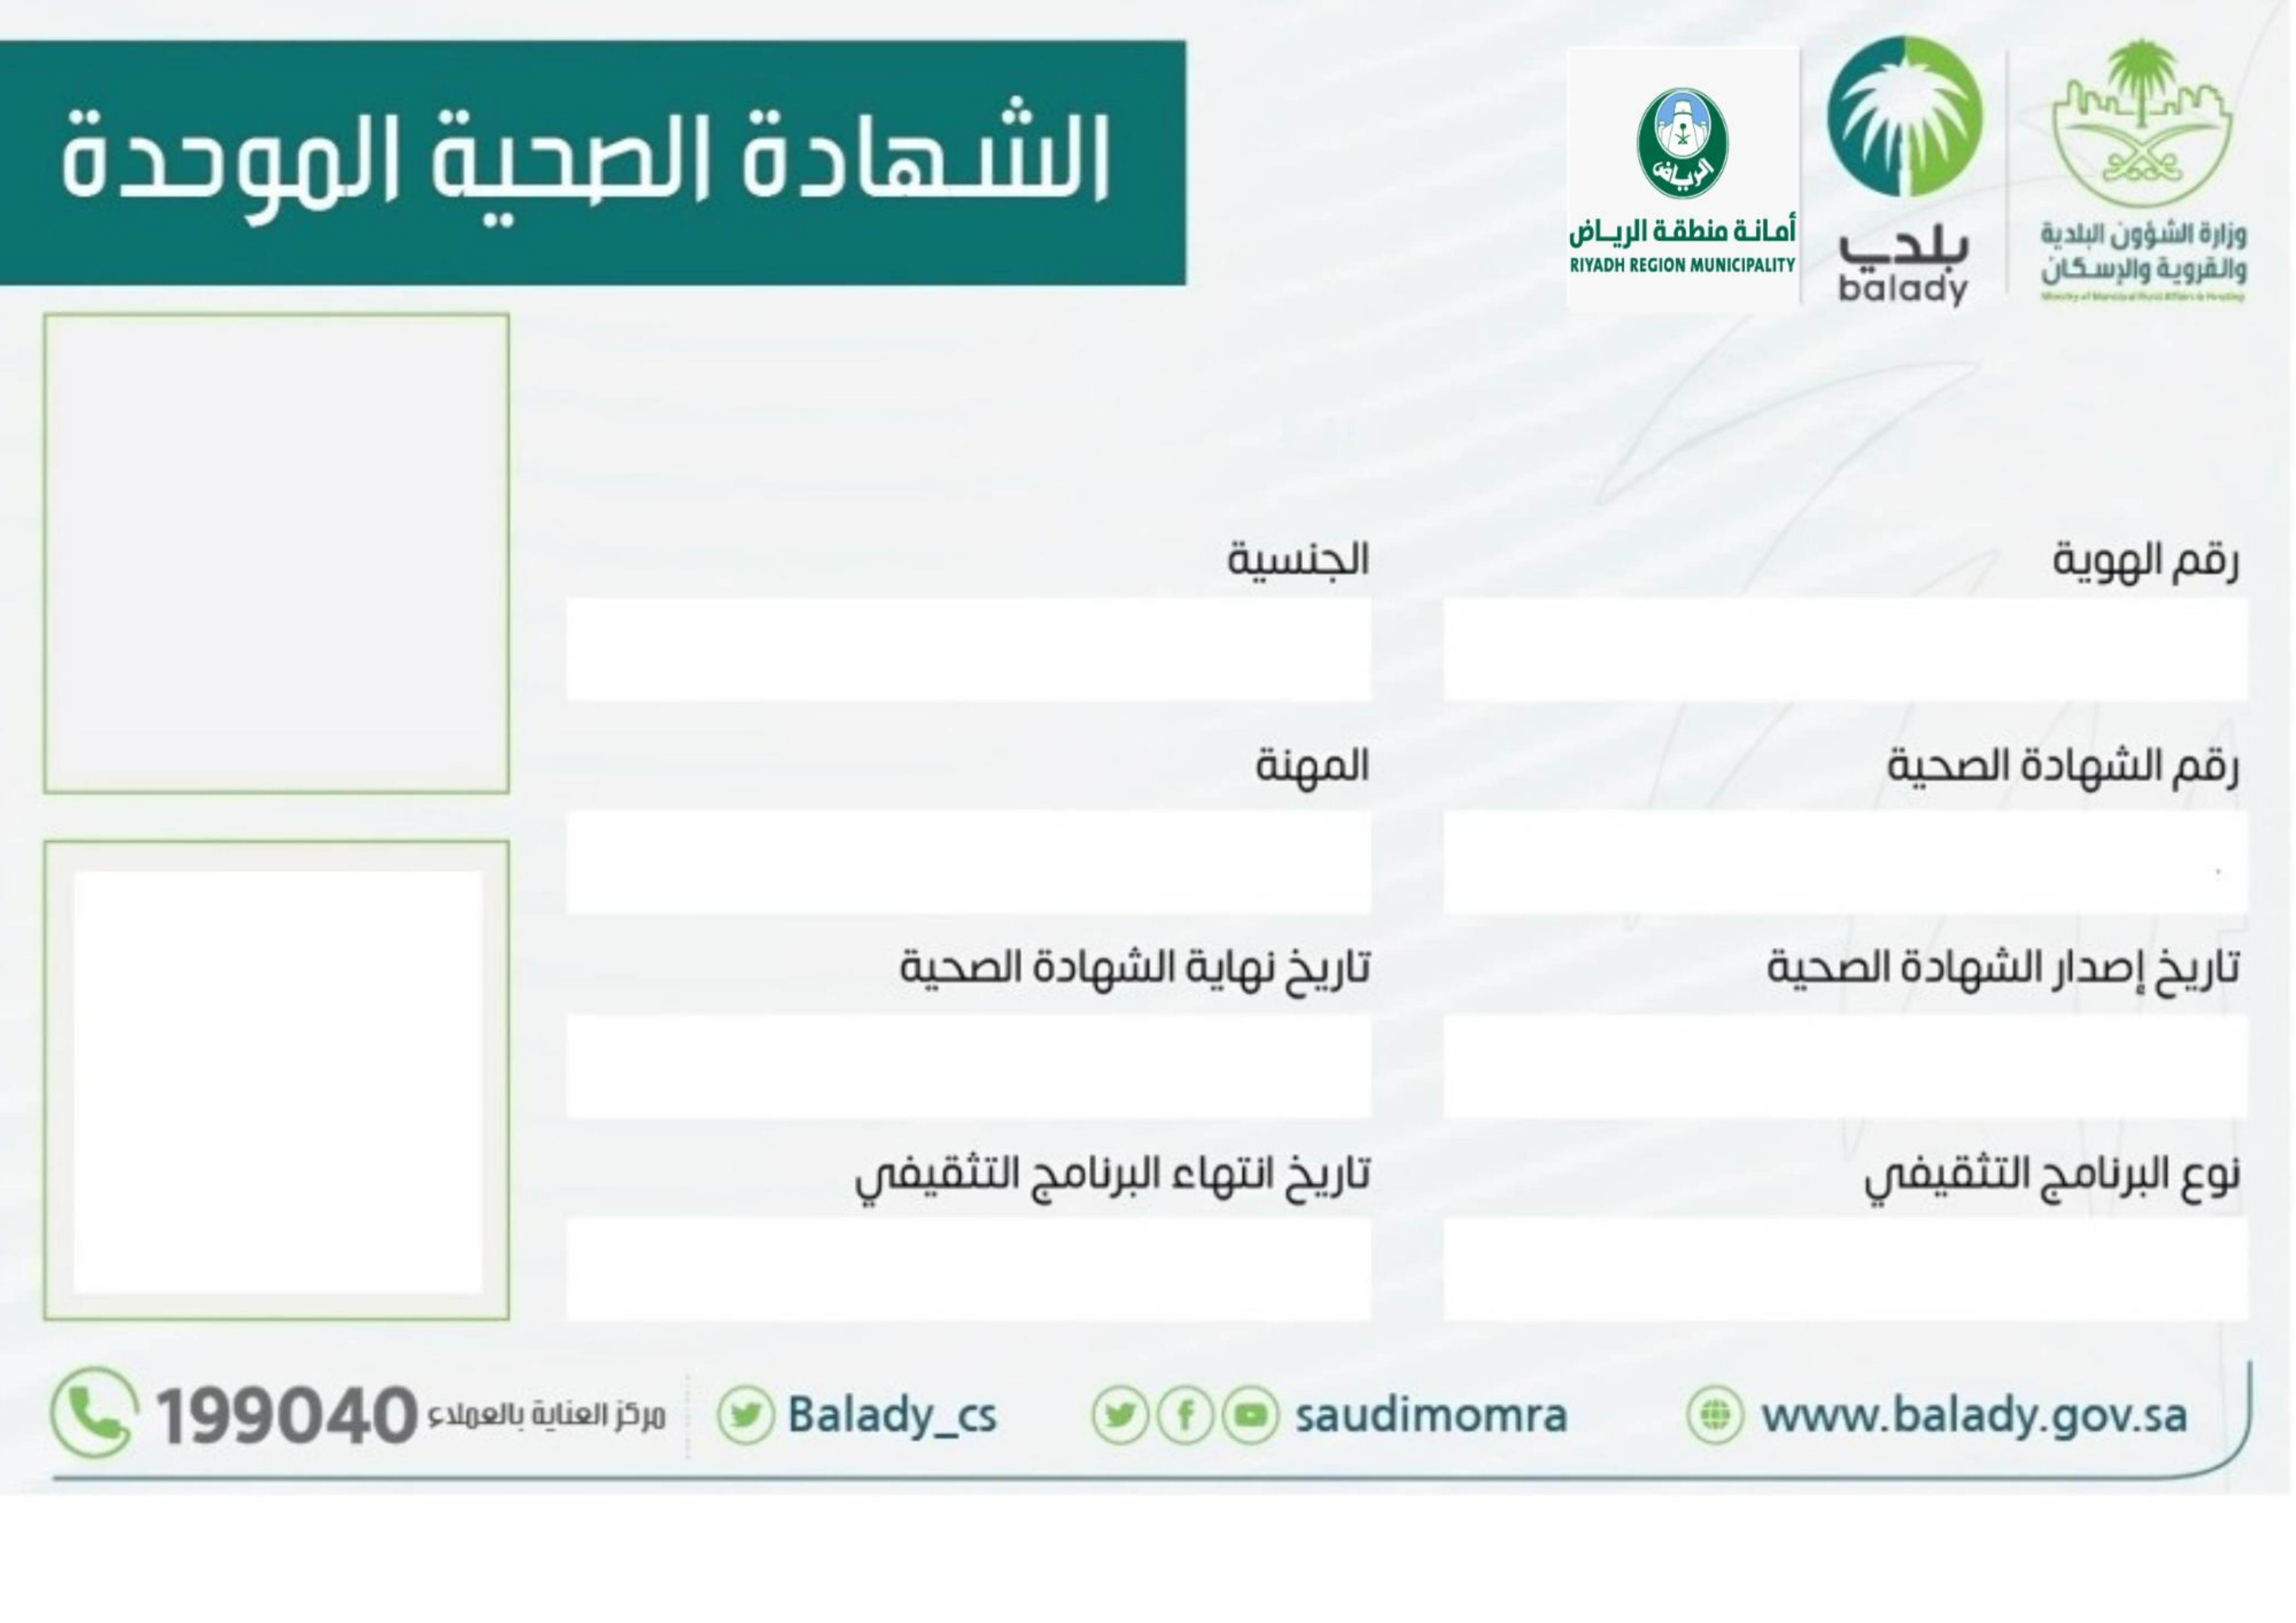 الشهادة الصحية الموحدة
الرياض
أمانة منطقة الرياض
RIYADH REGION MUNICIPALITY
بلدي
balady
وزارة الشؤون البلدية
والقروية والإسكان
Ministry of Municipal Rural Affairs & Housing
رقم الهوية
الجنسية
رقم الشهادة الصحية
المهنة
تاريخ إصدار الشهادة الصحية
تاريخ نهاية الشهادة الصحية
نوع البرنامج التثقيفي
تاريخ انتهاء البرنامج التثقيفي
199040 مركز العناية بالعملاء
Balady_cs
saudimomra
www.balady.gov.sa